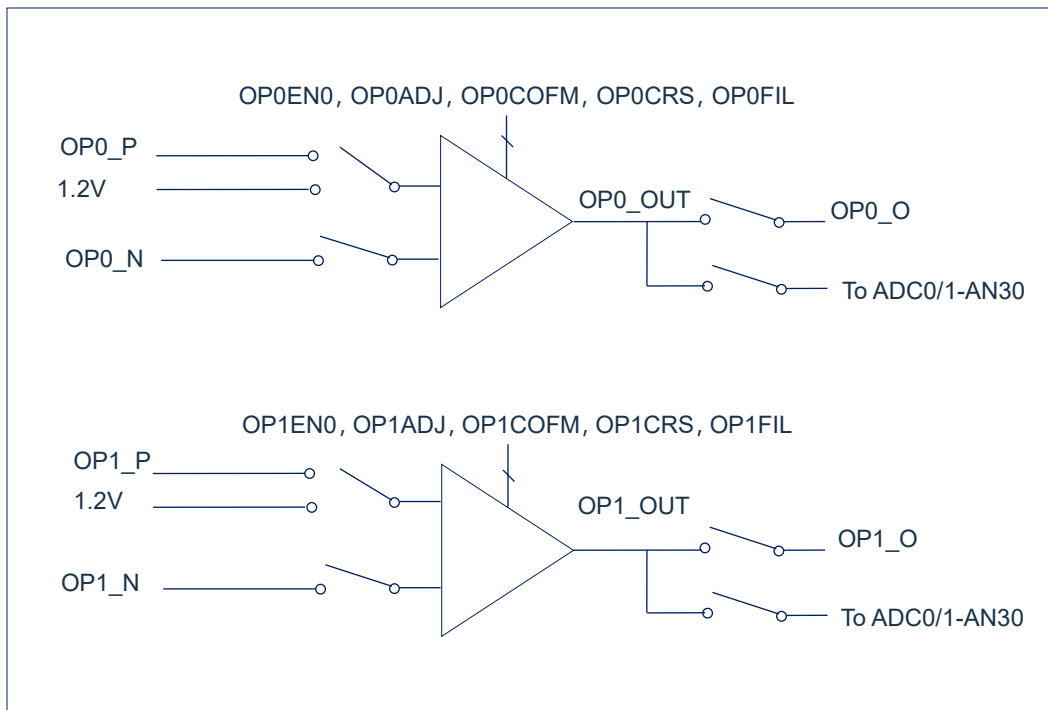 OP0EN0, OP0ADJ, OP0COFM, OP0CRS, OP0FIL
OP0_P
1.2V
OP0_N
OP0_OUT
OP0_O
To ADC0/1-AN30
OP1EN0, OP1ADJ, OP1COFM, OP1CRS, OP1FIL
OP1_P
1.2V
OP1_N
OP1_OUT
OP1_O
To ADC0/1-AN30